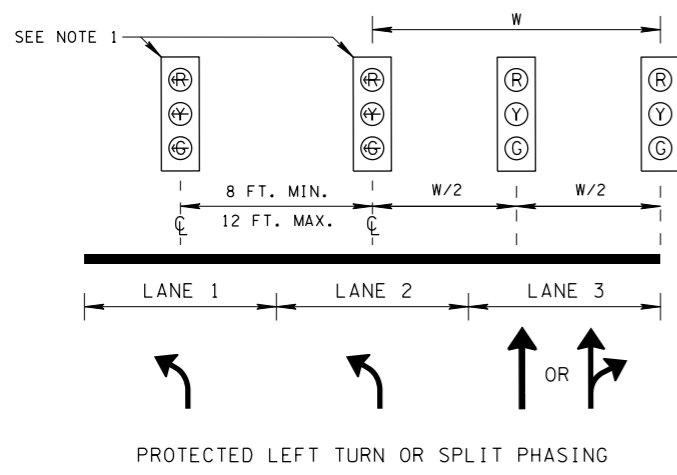 W
SEE NOTE 1
R R R R
Y Y Y Y
G G G G
8 FT. MIN. W/2 W/2
12 FT. MAX.
℄ ℄
LANE 1 LANE 2 LANE 3
OR
PROTECTED LEFT TURN OR SPLIT PHASING